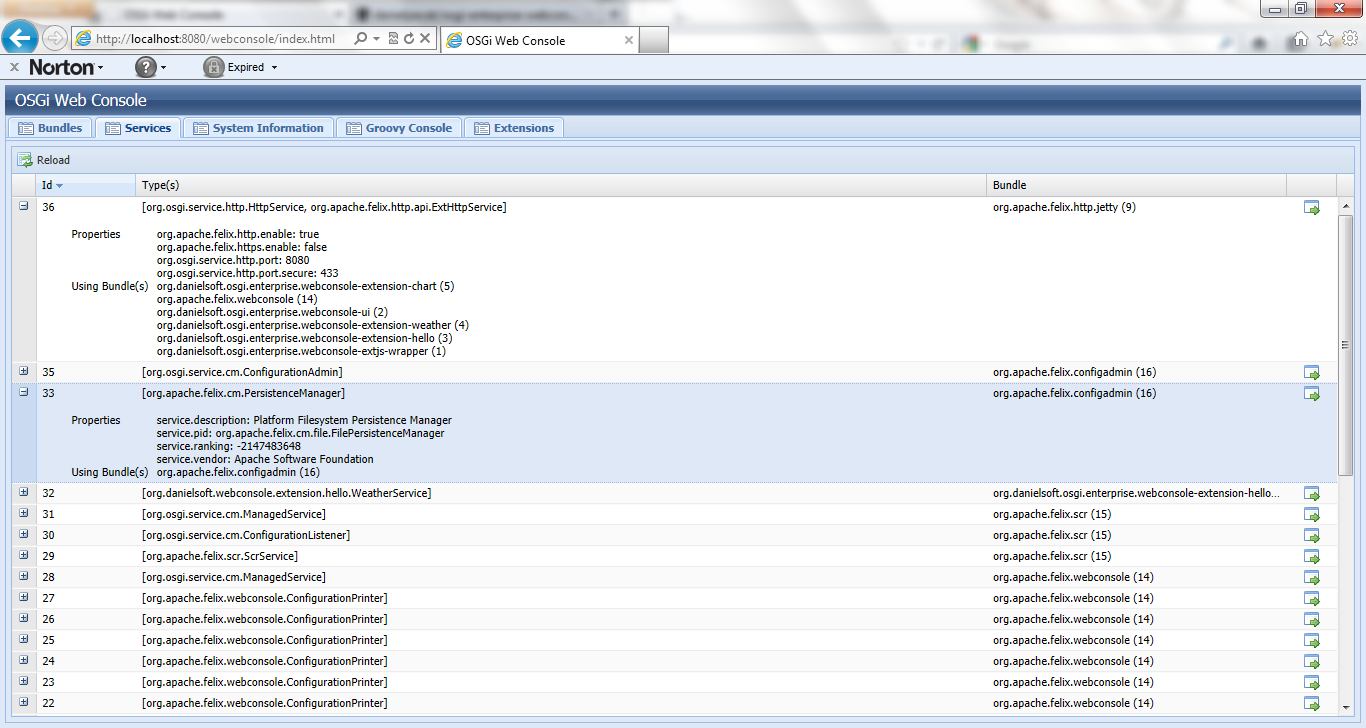 OSGi Web Console
http://localhost:8080/webconsole/index.html
OSGi Web Console
Norton
?
Expired
OSGi Web Console
Bundles
Services
System Information
Groovy Console
Extensions
Reload
Id Type(s) Bundle
36 [org.osgi.service.http.HttpService, org.apache.felix.http.api.ExtHttpService] org.apache.felix.http.jetty (9)
Properties org.apache.felix.http.enable: true
org.apache.felix.https.enable: false
org.osgi.service.http.port: 8080
org.osgi.service.http.port.secure: 433
Using Bundle(s) org.danielsoft.osgi.enterprise.webconsole-extension-chart (5)
org.apache.felix.webconsole (14)
org.danielsoft.osgi.enterprise.webconsole-ui (2)
org.danielsoft.osgi.enterprise.webconsole-extension-weather (4)
org.danielsoft.osgi.enterprise.webconsole-extension-hello (3)
org.danielsoft.osgi.enterprise.webconsole-extjs-wrapper (1)
35 [org.osgi.service.cm.ConfigurationAdmin] org.apache.felix.configadmin (16)
33 [org.apache.felix.cm.PersistenceManager] org.apache.felix.configadmin (16)
Properties service.description: Platform Filesystem Persistence Manager
service.pid: org.apache.felix.cm.file.FilePersistenceManager
service.ranking: -2147483648
service.vendor: Apache Software Foundation
Using Bundle(s) org.apache.felix.configadmin (16)
32 [org.danielsoft.webconsole.extension.hello.WeatherService] org.danielsoft.osgi.enterprise.webconsole-extension-hello...
31 [org.osgi.service.cm.ManagedService] org.apache.felix.scr (15)
30 [org.osgi.service.cm.ConfigurationListener] org.apache.felix.scr (15)
29 [org.apache.felix.scr.ScrService] org.apache.felix.scr (15)
28 [org.osgi.service.cm.ManagedService] org.apache.felix.webconsole (14)
27 [org.apache.felix.webconsole.ConfigurationPrinter] org.apache.felix.webconsole (14)
26 [org.apache.felix.webconsole.ConfigurationPrinter] org.apache.felix.webconsole (14)
25 [org.apache.felix.webconsole.ConfigurationPrinter] org.apache.felix.webconsole (14)
24 [org.apache.felix.webconsole.ConfigurationPrinter] org.apache.felix.webconsole (14)
23 [org.apache.felix.webconsole.ConfigurationPrinter] org.apache.felix.webconsole (14)
22 [org.apache.felix.webconsole.ConfigurationPrinter] org.apache.felix.webconsole (14)